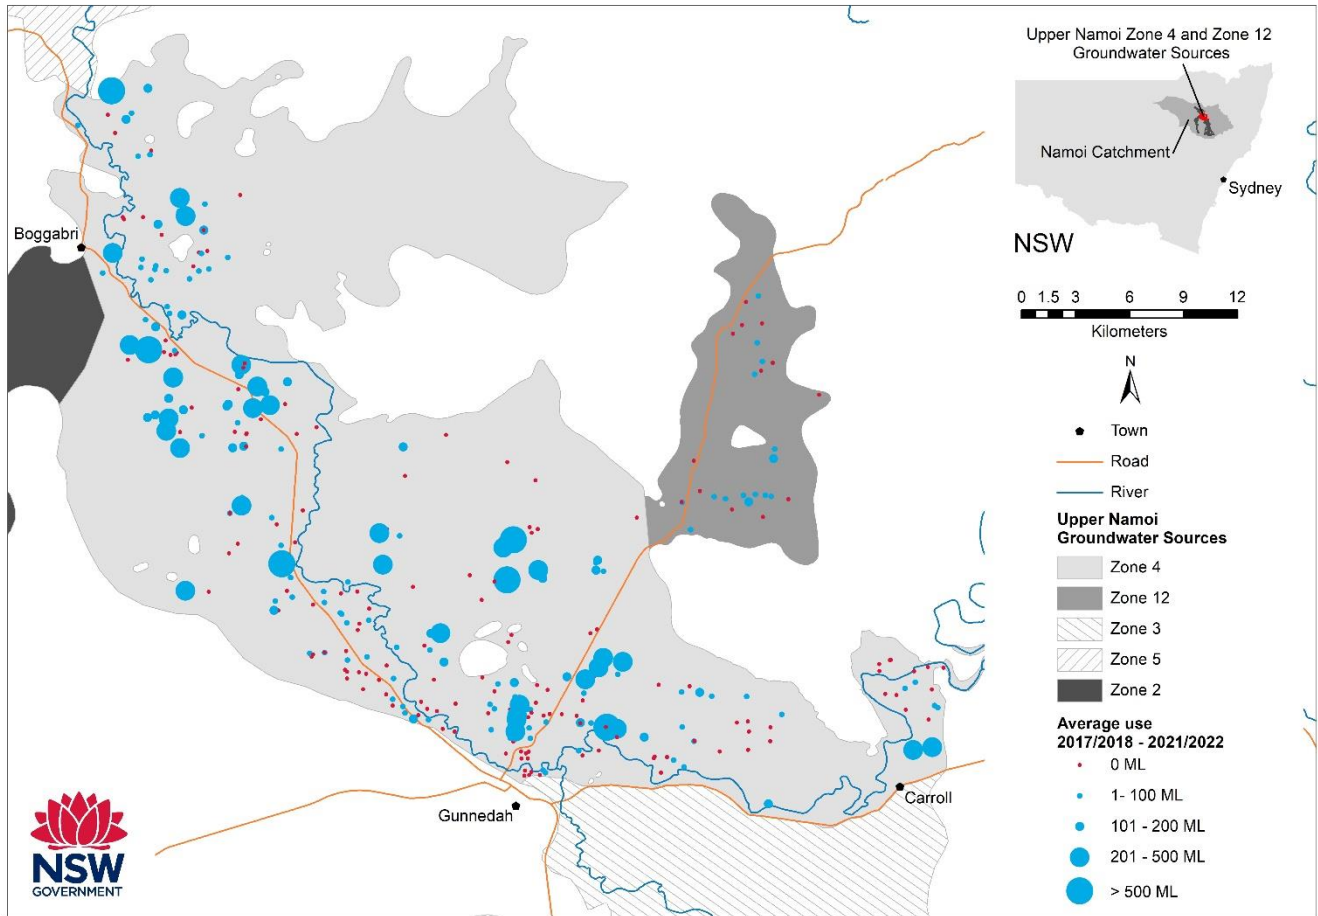 Upper Namoi Zone 4 and Zone 12
Groundwater Sources
Namoi Catchment
Sydney
NSW
0 1.5 3 6 9 12
Kilometers
N
Town
Road
River
Upper Namoi
Groundwater Sources
Zone 4
Zone 12
Zone 3
Zone 5
Zone 2
Average use
2017/2018 - 2021/2022
0 ML
1- 100 ML
101 - 200 ML
201 - 500 ML
> 500 ML
Boggabri
Gunnedah
Carroll
NSW
GOVERNMENT